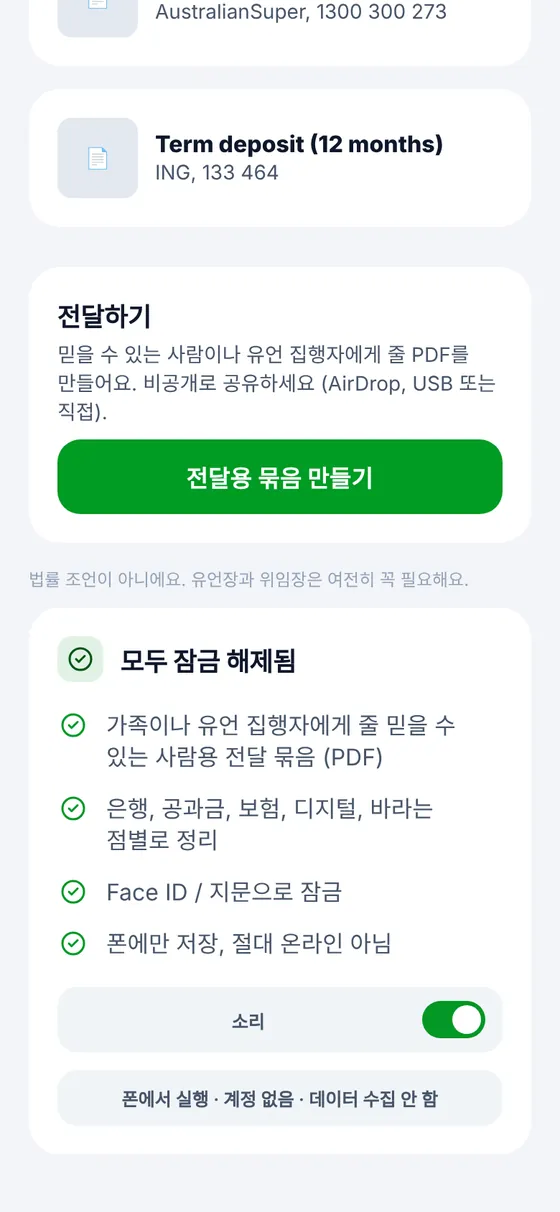 AustralianSuper, 1300 300 273
Term deposit (12 months)
ING, 133 464
전달하기
믿을 수 있는 사람이나 유언 집행자에게 줄 PDF를
만들어요. 비공개로 공유하세요 (AirDrop, USB 또는
직접).
전달용 묶음 만들기
법률 조언이 아니에요. 유언장과 위임장은 여전히 꼭 필요해요.
모두 잠금 해제됨
가족이나 유언 집행자에게 줄 믿을 수
있는 사람용 전달 묶음 (PDF)
은행, 공과금, 보험, 디지털, 바라는
점별로 정리
Face ID / 지문으로 잠금
폰에만 저장, 절대 온라인 아님
소리
폰에서 실행 · 계정 없음 · 데이터 수집 안 함